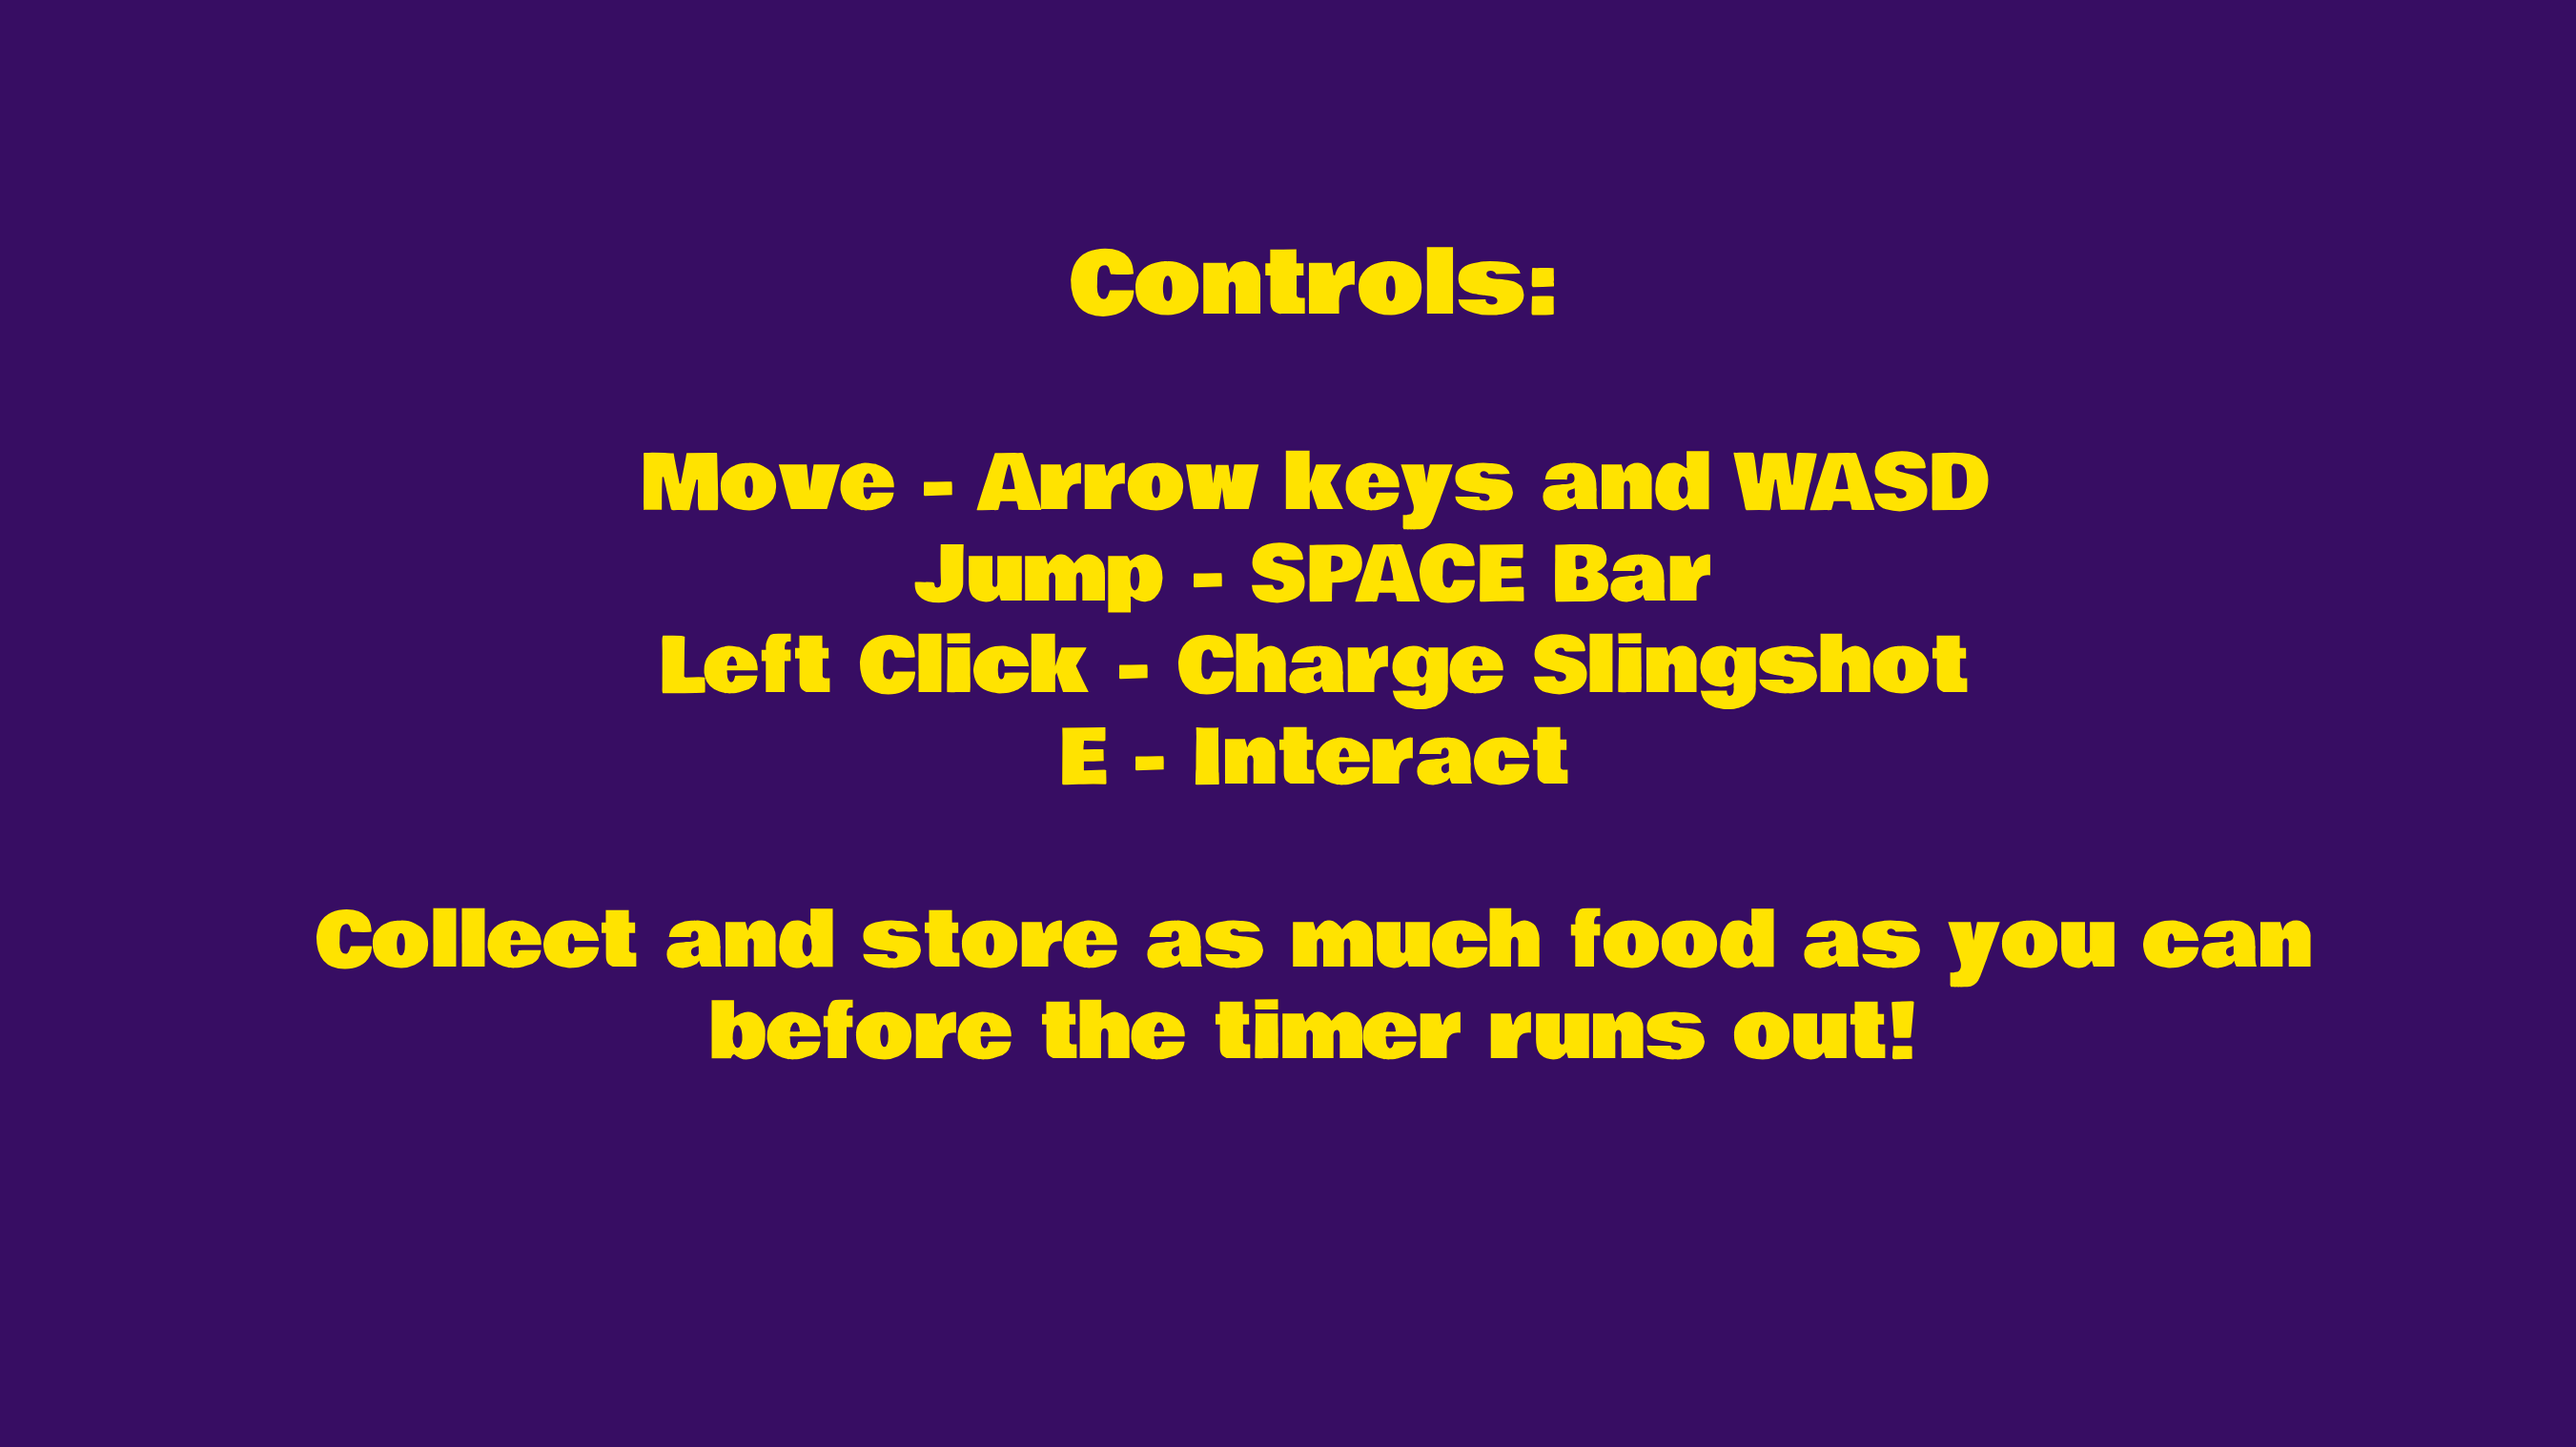 Controls:
Move - Arrow keys and WASD
Jump - SPACE Bar
Left Click - Charge Slingshot
E - Interact
Collect and store as much food as you can
before the timer runs out!